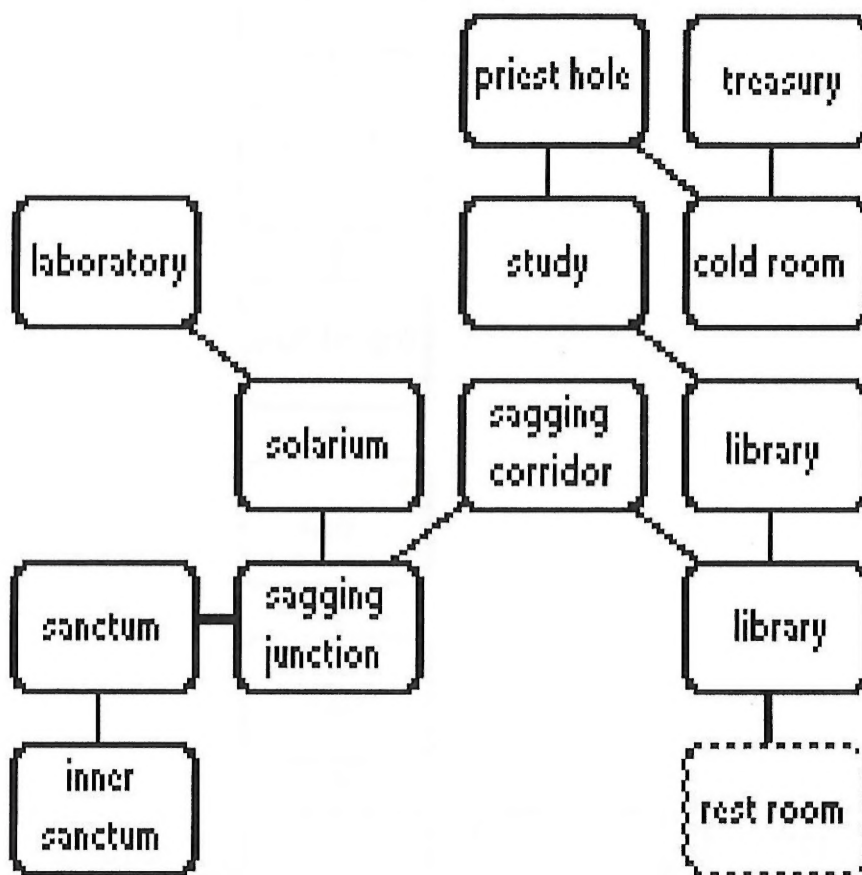 priest hole
treasury
laboratory
study
cold room
solarium
sagging
corridor
library
sanctum
sagging
junction
library
inner
sanctum
rest room